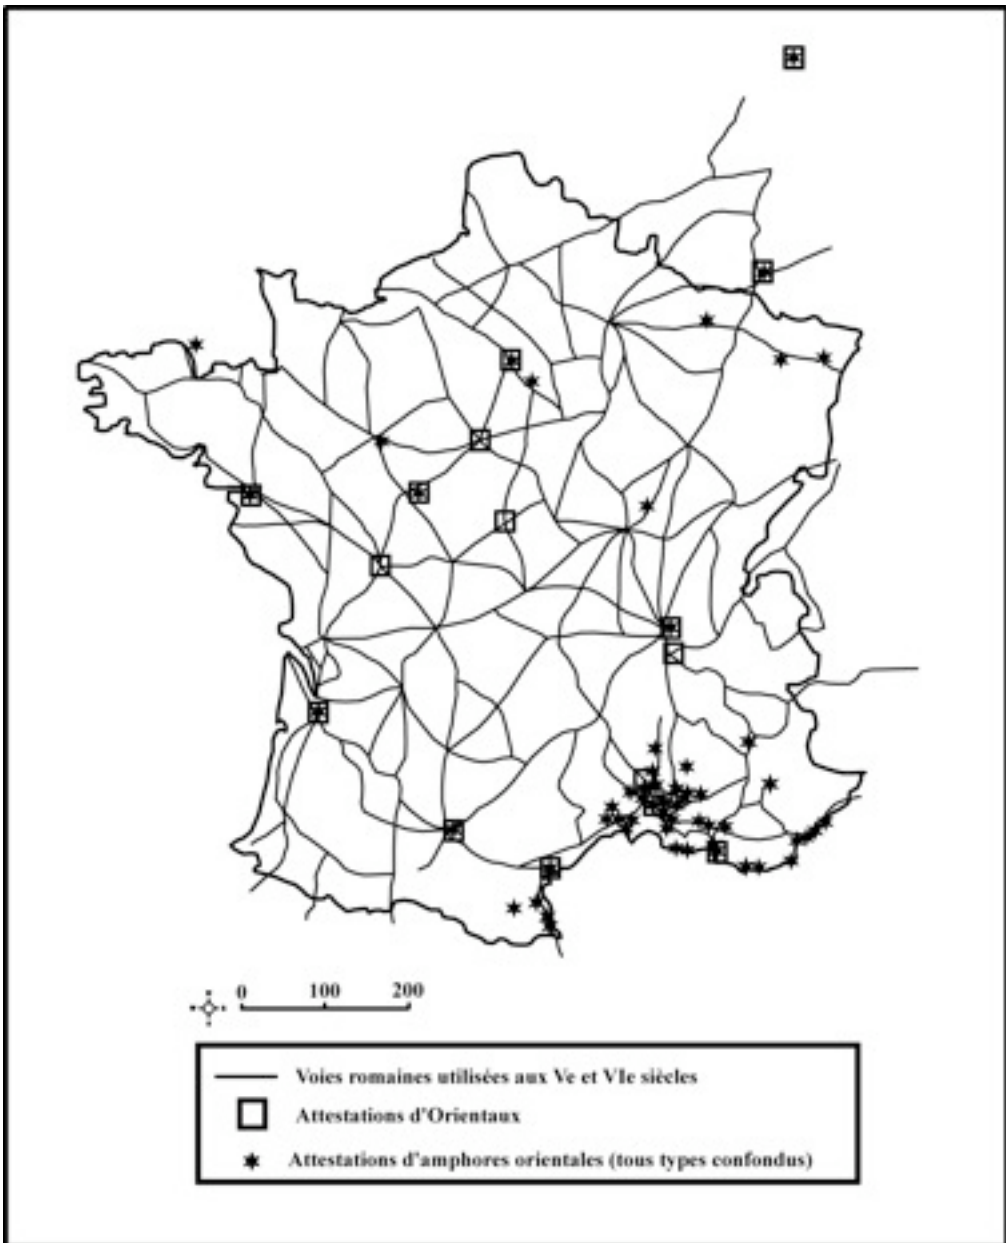 0 100 200
Voies romaines utilisées aux Ve et VIe siècles
Attestations d'Orientaux
Attestations d'amphores orientales (tous types confondus)